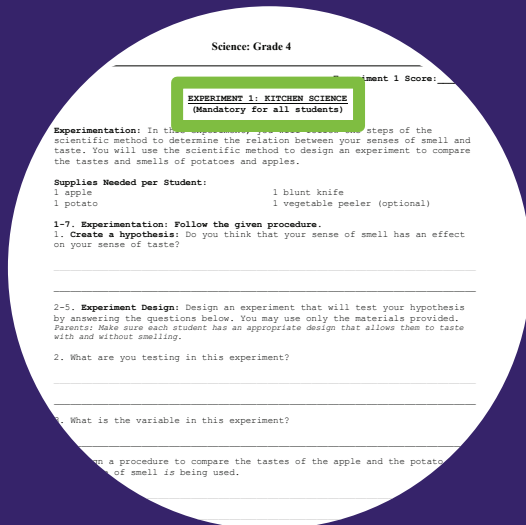 Science: Grade 4
iment 1 Score:
EXPERIMENT 1: KITCHEN SCIENCE
(Mandatory for all students)
Experimentation: In this steps of the
scientific method to determine the relation between your senses of smell and
taste. You will use the scientific method to design an experiment to compare
the tastes and smells of potatoes and apples.
Supplies Needed per Student:
1 apple 1 blunt knife
1 potato 1 vegetable peeler (optional)
1-7. Experimentation: Follow the given procedure.
1. Create a hypothesis: Do you think that your sense of smell has an effect
on your sense of taste?
2-5. Experiment Design: Design an experiment that will test your hypothesis
by answering the questions below. You may use only the materials provided.
Parents: Make sure each student has an appropriate design that allows them to taste
with and without smelling.
2. What are you testing in this experiment?
. What is the variable in this experiment?
n a procedure to compare the tastes of the apple and the potato
of smell is being used.